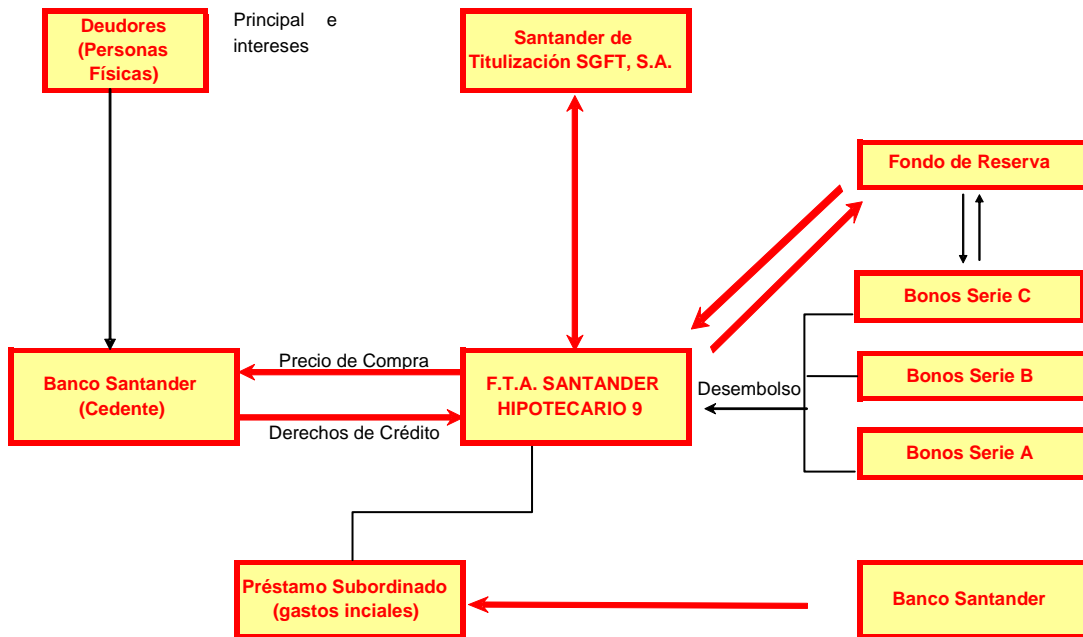 Deudores
(Personas
Físicas)
Principal e
intereses
Santander de
Titulización SGFT, S.A.
Fondo de Reserva
Bonos Serie C
Precio de Compra
Banco Santander
(Cedente)
F.T.A. SANTANDER
HIPOTECARIO 9
Desembolso
Bonos Serie B
Derechos de Crédito
Bonos Serie A
Préstamo Subordinado
(gastos inciales)
Banco Santander